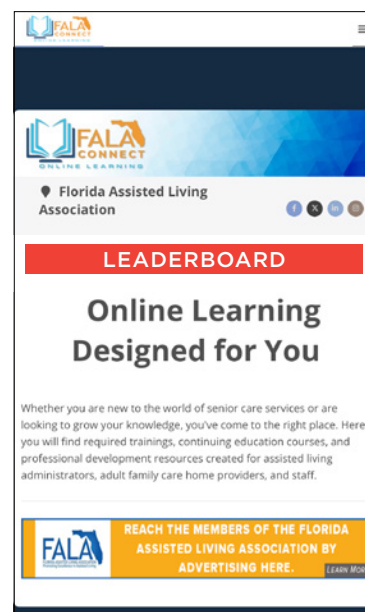 FALA
CONNECT
ONLINE LEARNING
FALA
CONNECT
ONLINE LEARNING
Florida Assisted Living
Association
LEADERBOARD
Online Learning
Designed for You
Whether you are new to the world of senior care services or are
looking to grow your knowledge, you've come to the right place. Here
you will find required trainings, continuing education courses, and
professional development resources created for assisted living
administrators, adult family care home providers, and staff.
REACH THE MEMBERS OF THE FLORIDA
FALA
ASSISTED LIVING ASSOCIATION BY
ADVERTISING HERE.
LEARN MOR